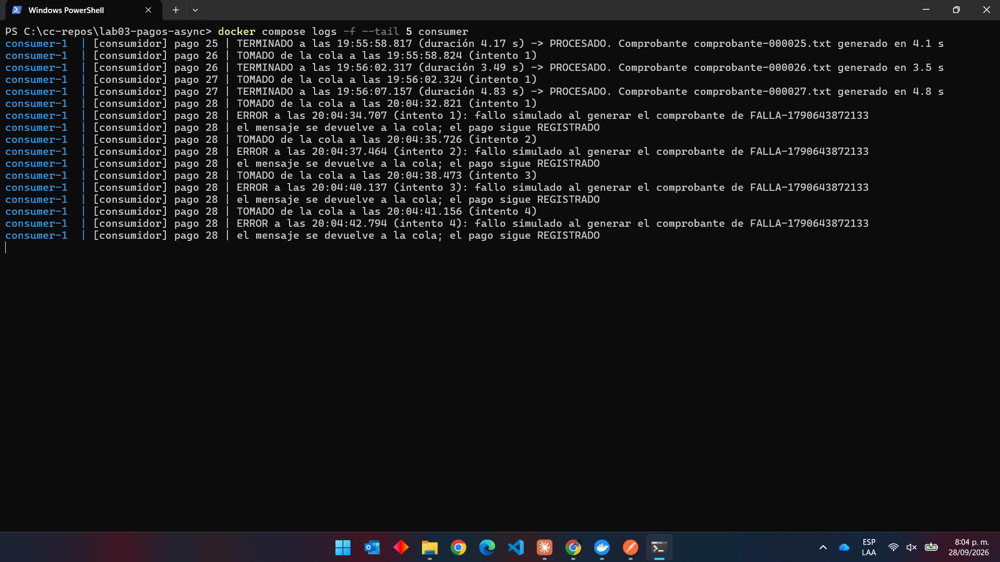 Windows PowerShell
PS C:\cc-repos\lab03-pagos-async> docker compose logs -f --tail 5 consumer
consumer-1  | [consumidor] pago 25 | TERMINADO a las 19:55:58.817 (duración 4.17 s) -> PROCESADO. Comprobante comprobante-000025.txt generado en 4.1 s
consumer-1  | [consumidor] pago 26 | TOMADO de la cola a las 19:55:58.824 (intento 1)
consumer-1  | [consumidor] pago 26 | TERMINADO a las 19:56:02.317 (duración 3.49 s) -> PROCESADO. Comprobante comprobante-000026.txt generado en 3.5 s
consumer-1  | [consumidor] pago 27 | TOMADO de la cola a las 19:56:02.324 (intento 1)
consumer-1  | [consumidor] pago 27 | TERMINADO a las 19:56:07.157 (duración 4.83 s) -> PROCESADO. Comprobante comprobante-000027.txt generado en 4.8 s
consumer-1  | [consumidor] pago 28 | TOMADO de la cola a las 20:04:32.821 (intento 1)
consumer-1  | [consumidor] pago 28 | ERROR a las 20:04:34.707 (intento 1): fallo simulado al generar el comprobante de FALLA-1790643872133
consumer-1  | [consumidor] pago 28 | el mensaje se devuelve a la cola; el pago sigue REGISTRADO
consumer-1  | [consumidor] pago 28 | TOMADO de la cola a las 20:04:35.726 (intento 2)
consumer-1  | [consumidor] pago 28 | ERROR a las 20:04:37.464 (intento 2): fallo simulado al generar el comprobante de FALLA-1790643872133
consumer-1  | [consumidor] pago 28 | el mensaje se devuelve a la cola; el pago sigue REGISTRADO
consumer-1  | [consumidor] pago 28 | TOMADO de la cola a las 20:04:38.473 (intento 3)
consumer-1  | [consumidor] pago 28 | ERROR a las 20:04:40.137 (intento 3): fallo simulado al generar el comprobante de FALLA-1790643872133
consumer-1  | [consumidor] pago 28 | el mensaje se devuelve a la cola; el pago sigue REGISTRADO
consumer-1  | [consumidor] pago 28 | TOMADO de la cola a las 20:04:41.156 (intento 4)
consumer-1  | [consumidor] pago 28 | ERROR a las 20:04:42.794 (intento 4): fallo simulado al generar el comprobante de FALLA-1790643872133
consumer-1  | [consumidor] pago 28 | el mensaje se devuelve a la cola; el pago sigue REGISTRADO
ESP
LAA
8:04 p. m.
28/09/2026